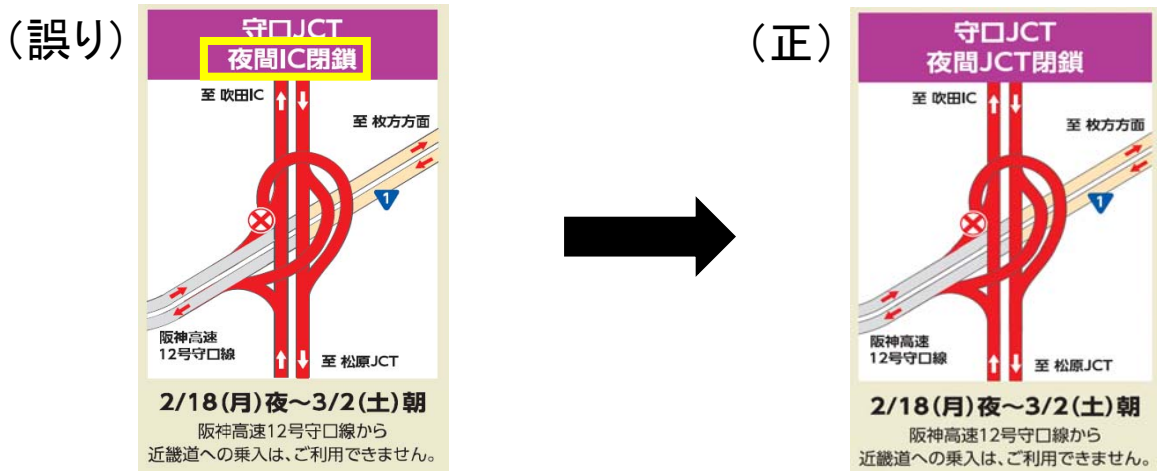 (誤り)
守口JCT
夜間IC閉鎖
至 吹田IC
至 枚方方面
1
阪神高速
12号守口線
至 松原JCT
2/18(月)夜～3/2(土)朝
阪神高速12号守口線から
近畿道への乗入は、ご利用できません。
(正)
守口JCT
夜間JCT閉鎖
至 吹田IC
至 枚方方面
1
阪神高速
12号守口線
至 松原JCT
2/18(月)夜～3/2(土)朝
阪神高速12号守口線から
近畿道への乗入は、ご利用できません。